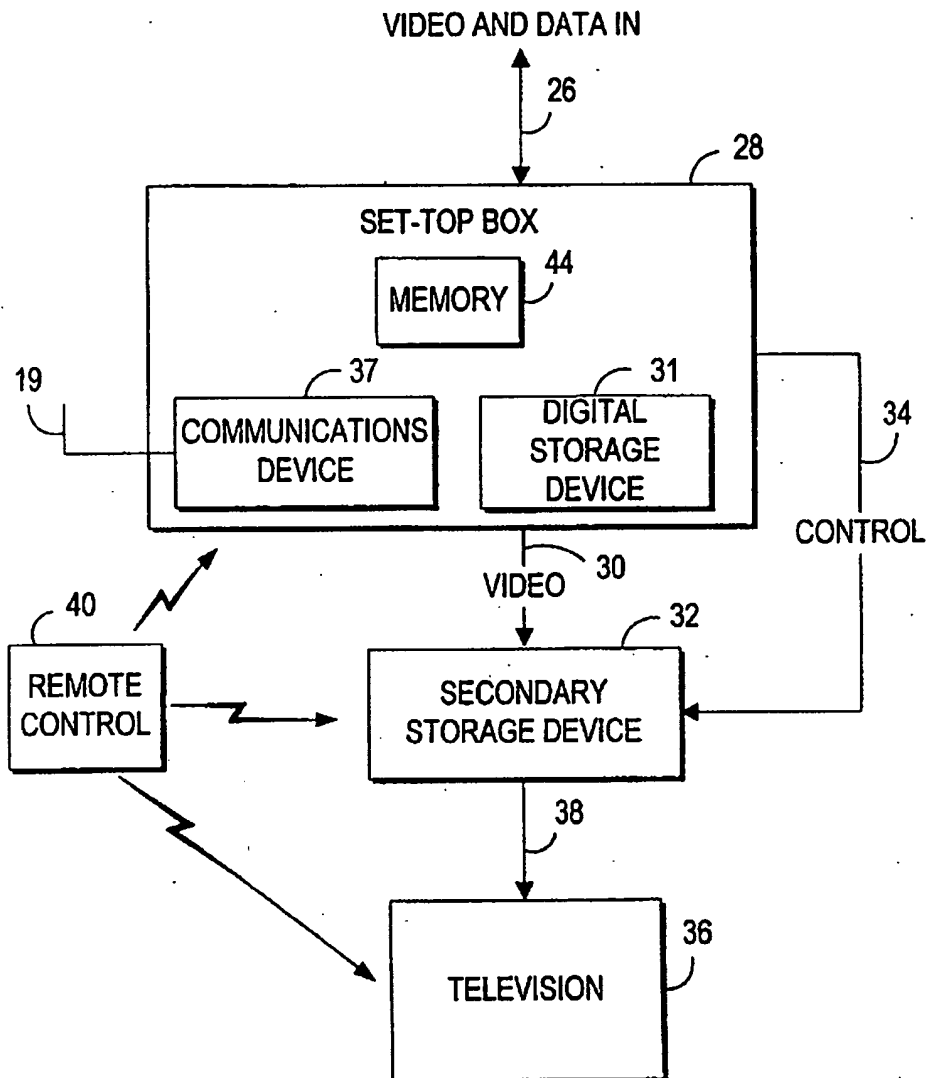 VIDEO AND DATA IN
26
28
SET-TOP BOX
44
MEMORY
19
37
31
COMMUNICATIONS
DEVICE
DIGITAL
STORAGE
DEVICE
34
CONTROL
30
VIDEO
40
32
REMOTE
CONTROL
SECONDARY
STORAGE DEVICE
38
36
TELEVISION